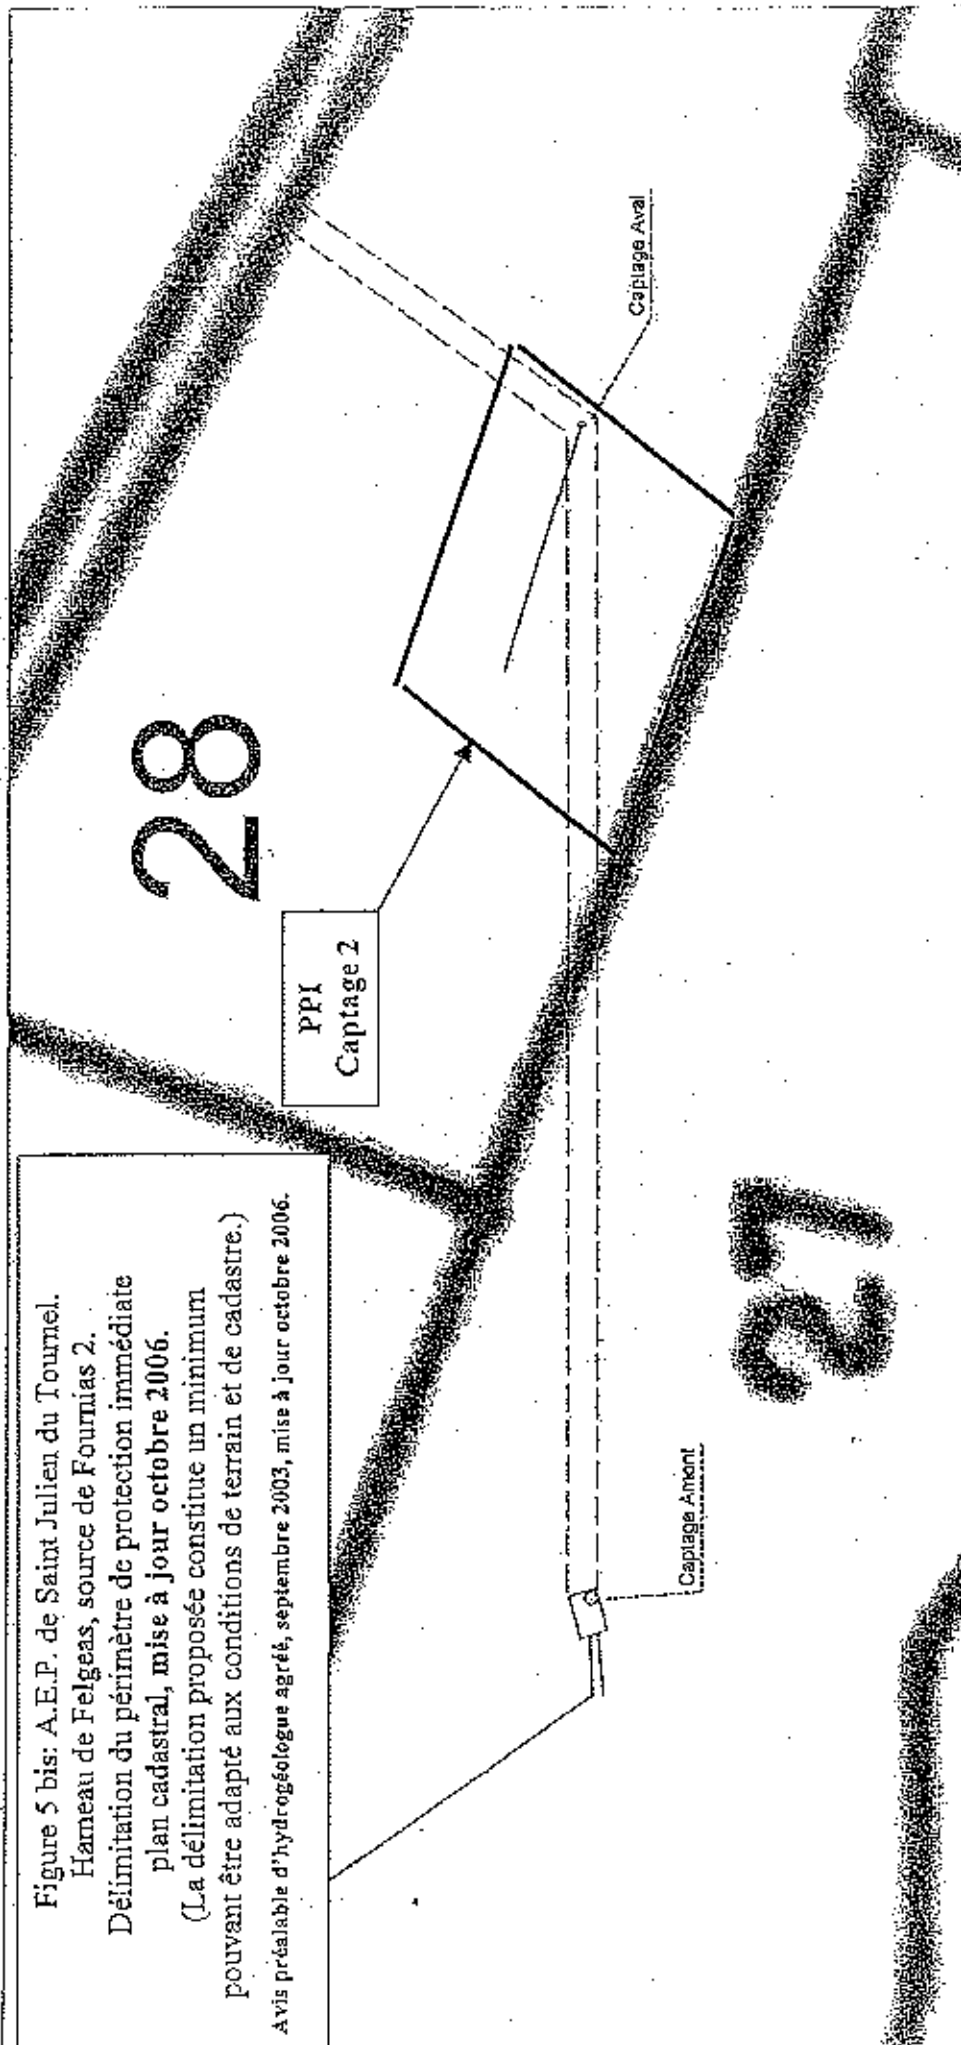 Figure 5 bis: A.E.P. de Saint Julien du Tournel.
Hameau de Felgeas, source de Fournias 2.
Délimitation du périmètre de protection immédiate
plan cadastral, mise à jour octobre 2006.
(La délimitation proposée constitue un minimum
pouvant être adapté aux conditions de terrain et de cadastre.)
Avis préalable d'hydrogéologue agréé, septembre 2003, mise à jour octobre 2006.
28
PPI
Captage 2
Captage Aval
27
Captage Amont